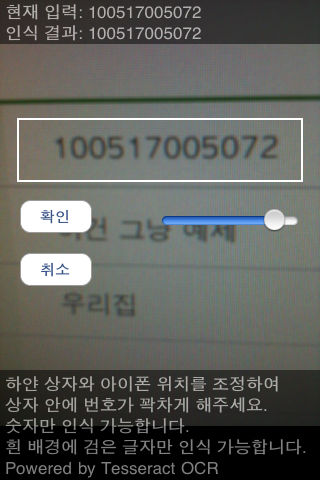 현재 입력: 100517005072
인식 결과: 100517005072
100517005072
확인
이건 그냥 예제
취소
우리집
하얀 상자와 아이폰 위치를 조정하여
상자 안에 번호가 꽉차게 해주세요.
숫자만 인식 가능합니다.
흰 배경에 검은 글자만 인식 가능합니다.
Powered by Tesseract OCR